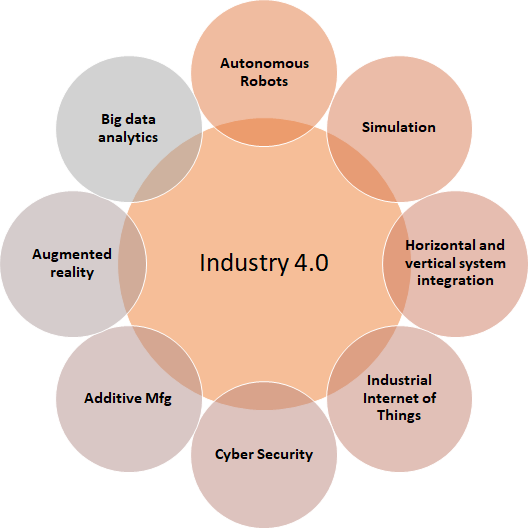 Autonomous
Robots
Simulation
Horizontal and
vertical system
integration
Industrial
Internet of
Things
Cyber Security
Additive Mfg
Augmented
reality
Big data
analytics
Industry 4.0